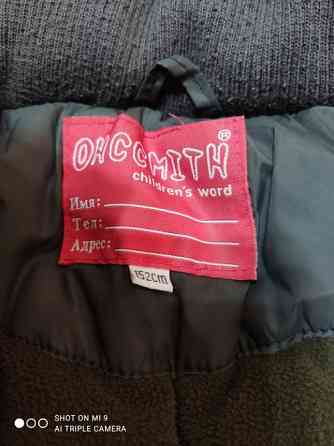 OHCCMITH®
children's word
Имя:
Тел:
Адрес:
152CM
SHOT ON MI 9
AI TRIPLE CAMERA